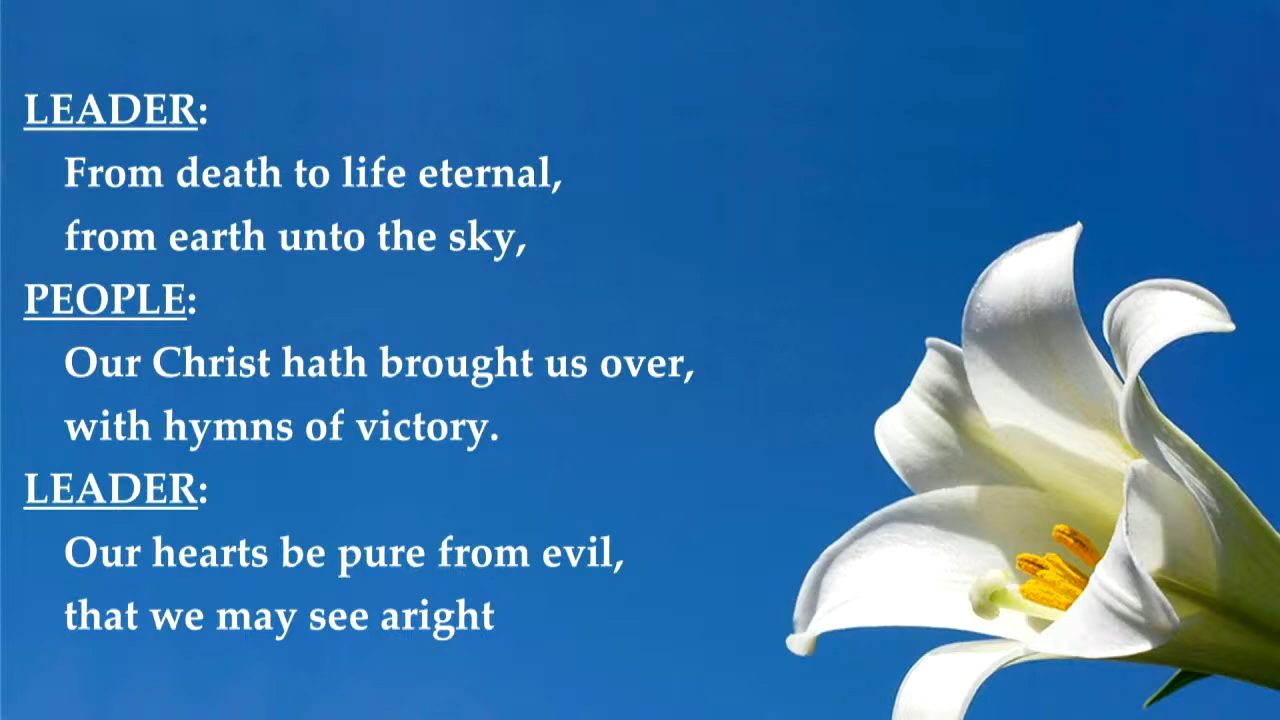 LEADER:
From death to life eternal,
from earth unto the sky,
PEOPLE:
Our Christ hath brought us over,
with hymns of victory.
LEADER:
Our hearts be pure from evil,
that we may see aright